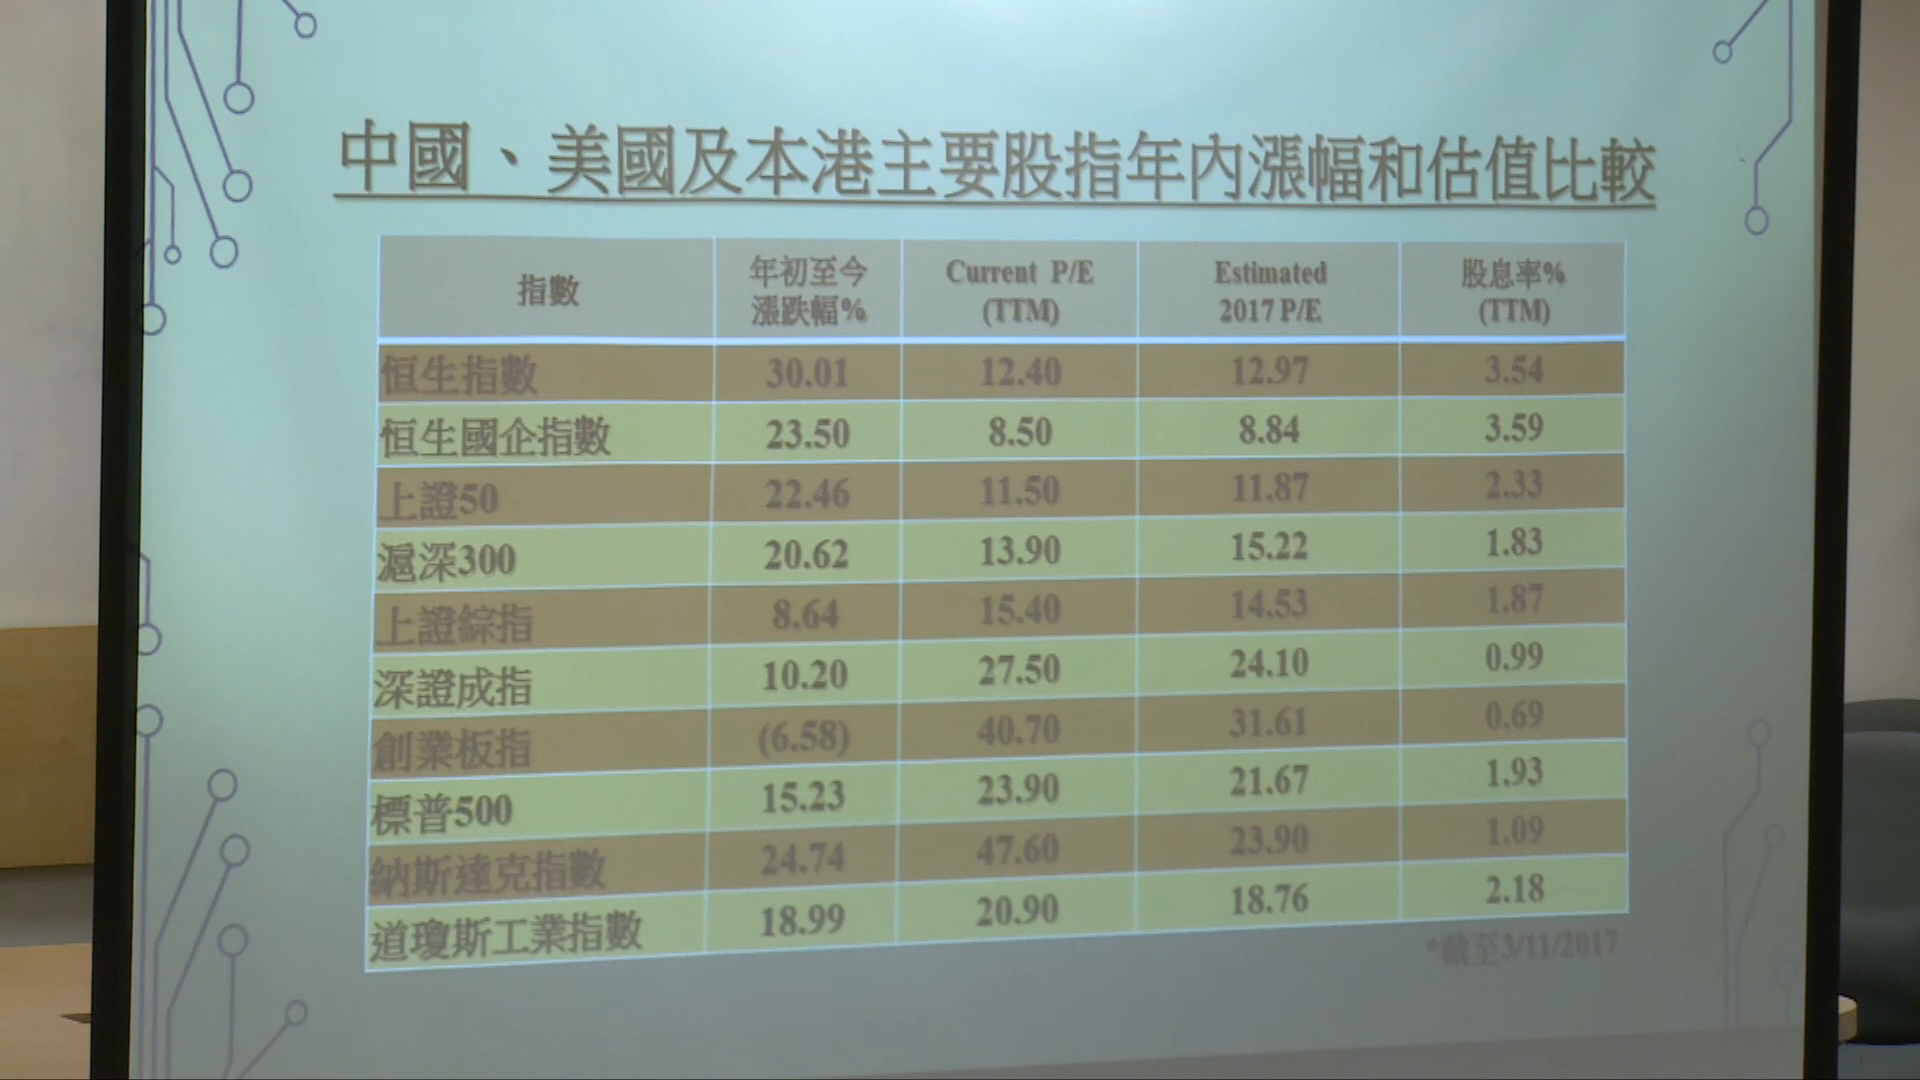 中國、美國及本港主要股指年內漲幅和估值比較
指數 年初至今漲跌幅% Current P/E (TTM) Estimated 2017 P/E 股息率% (TTM)
恒生指數 30.01 12.40 12.97 3.54
恒生國企指數 23.50 8.50 8.84 3.59
上證50 22.46 11.50 11.87 2.33
滬深300 20.62 13.90 15.22 1.83
上證綜指 8.64 15.40 14.53 1.87
深證成指 10.20 27.50 24.10 0.99
創業板指 (6.58) 40.70 31.61 0.69
標普500 15.23 23.90 21.67 1.93
納斯達克指數 24.74 47.60 23.90 1.09
道瓊斯工業指數 18.99 20.90 18.76 2.18
*截至3/11/2017